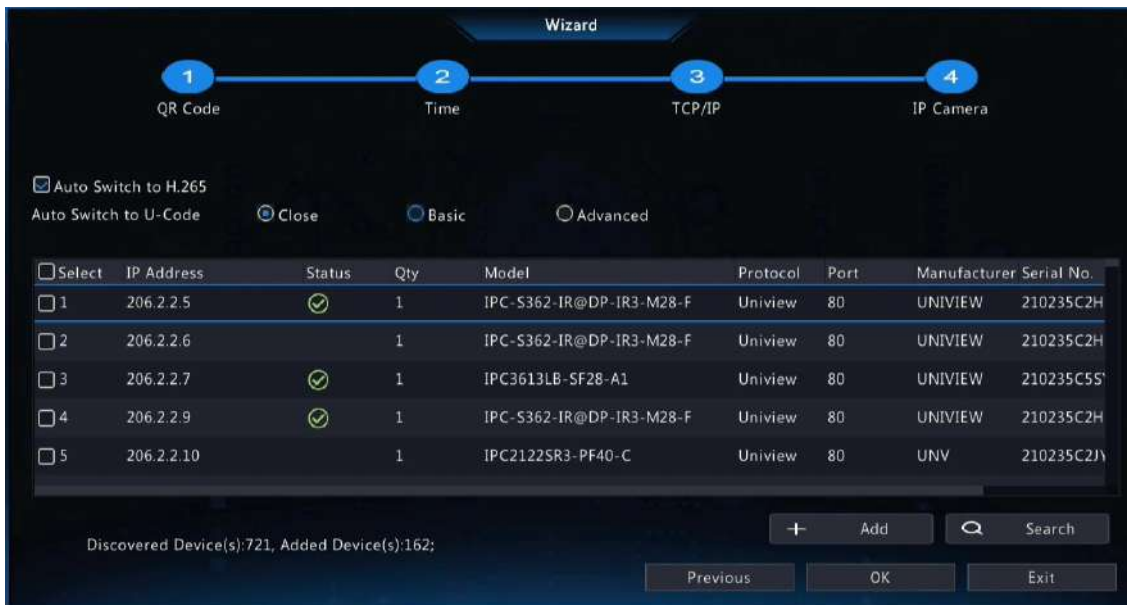 Wizard
1 2 3 4
QR Code Time TCP/IP IP Camera
Auto Switch to H.265
Auto Switch to U-Code Close Basic Advanced
Select IP Address Status Qty Model Protocol Port Manufacturer Serial No.
1 206.2.2.5 1 IPC-S362-IR@DP-IR3-M28-F Uniview 80 UNIVIEW 210235C2H
2 206.2.2.6 1 IPC-S362-IR@DP-IR3-M28-F Uniview 80 UNIVIEW 210235C2H
3 206.2.2.7 1 IPC3613LB-SF28-A1 Uniview 80 UNIVIEW 210235C5S
4 206.2.2.9 1 IPC-S362-IR@DP-IR3-M28-F Uniview 80 UNIVIEW 210235C2H
5 206.2.2.10 1 IPC2122SR3-PF40-C Uniview 80 UNV 210235C2J
+ Add Search
Discovered Device(s):721, Added Device(s):162;
Previous OK Exit